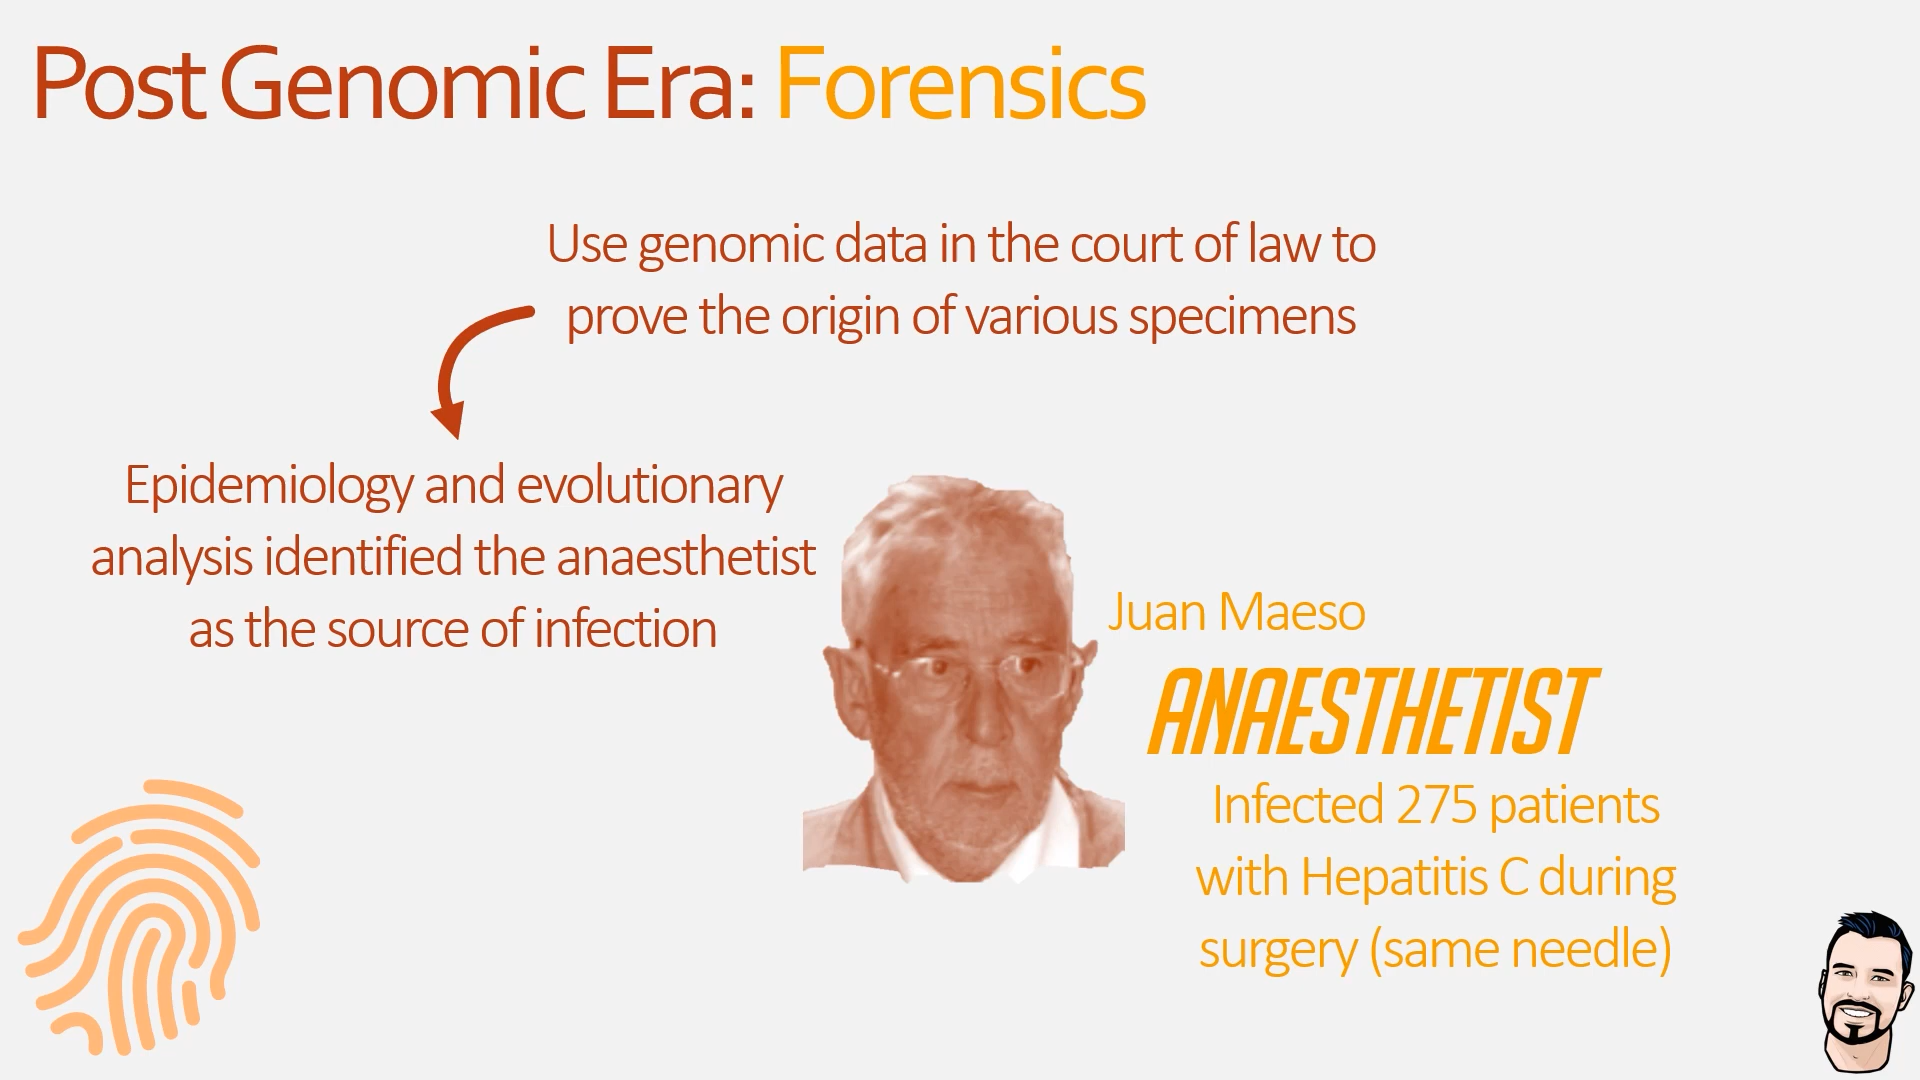 Post Genomic Era: Forensics
Use genomic data in the court of law to
prove the origin of various specimens
Epidemiology and evolutionary
analysis identified the anaesthetist
as the source of infection
Juan Maeso
ANAESTHETIST
Infected 275 patients
with Hepatitis C during
surgery (same needle)